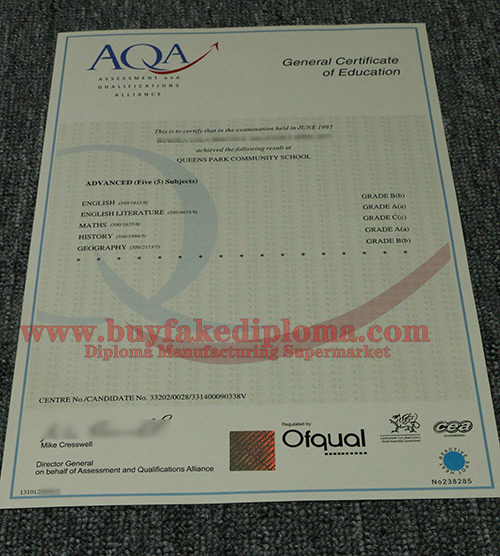 AQA
ASSESSMENT and
QUALIFICATIONS
ALLIANCE
General Certificate
of Education
This is to certify that in the examination held in JUNE 1997
achieved the following result at
QUEENS PARK COMMUNITY SCHOOL
ADVANCED (Five (5) Subjects)
ENGLISH GRADE B(b)
ENGLISH LITERATURE GRADE A(a)
MATHS GRADE C(c)
HISTORY GRADE A(a)
GEOGRAPHY GRADE B(b)
www.buyfakediploma.com
Diploma Manufacturing Supermarket
CENTRE No./CANDIDATE No. 33202/0028/331400090338V
Mike Cresswell
Director General
on behalf of Assessment and Qualifications Alliance
Regulated by
Ofqual
cea
Accreditation
No238285